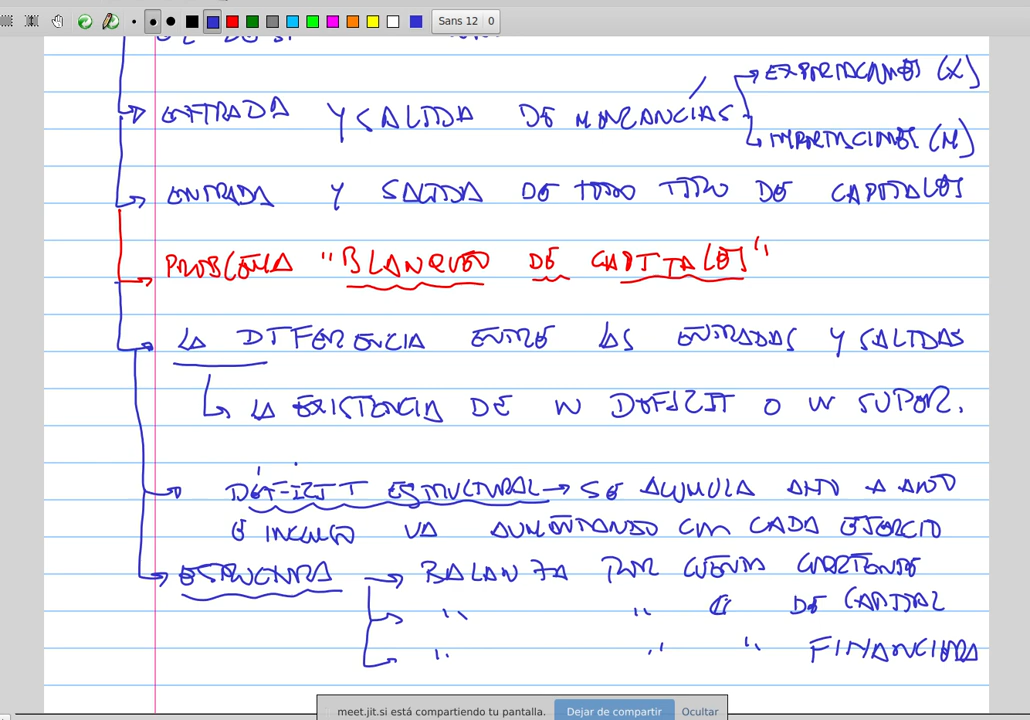 Sans 12 0
→ EXPORTACIONES (X)
→ ENTRADA Y SALIDA DE MERCANCÍAS
→ IMPORTACIONES (M)
→ ENTRADA Y SALIDA DE TODO TIPO DE CAPITALES
→ PROBLEMA "BLANQUEO DE CAPITALES"
→ LA DIFERENCIA ENTRE LAS ENTRADAS Y SALIDAS
→ LA EXISTENCIA DE UN DEFICIT O UN SUPER.
→ DÉFICIT ESTRUCTURAL → SE ACUMULA AÑO A AÑO
E INCLUSO VA AUMENTANDO CON CADA EJERCICIO
→ ESTRUCTURA → BALANZA POR CUENTA CORRIENTE
→ " " " DE CAPITAL
→ " " " FINANCIERA
meet.jit.si está compartiendo tu pantalla. Dejar de compartir Ocultar